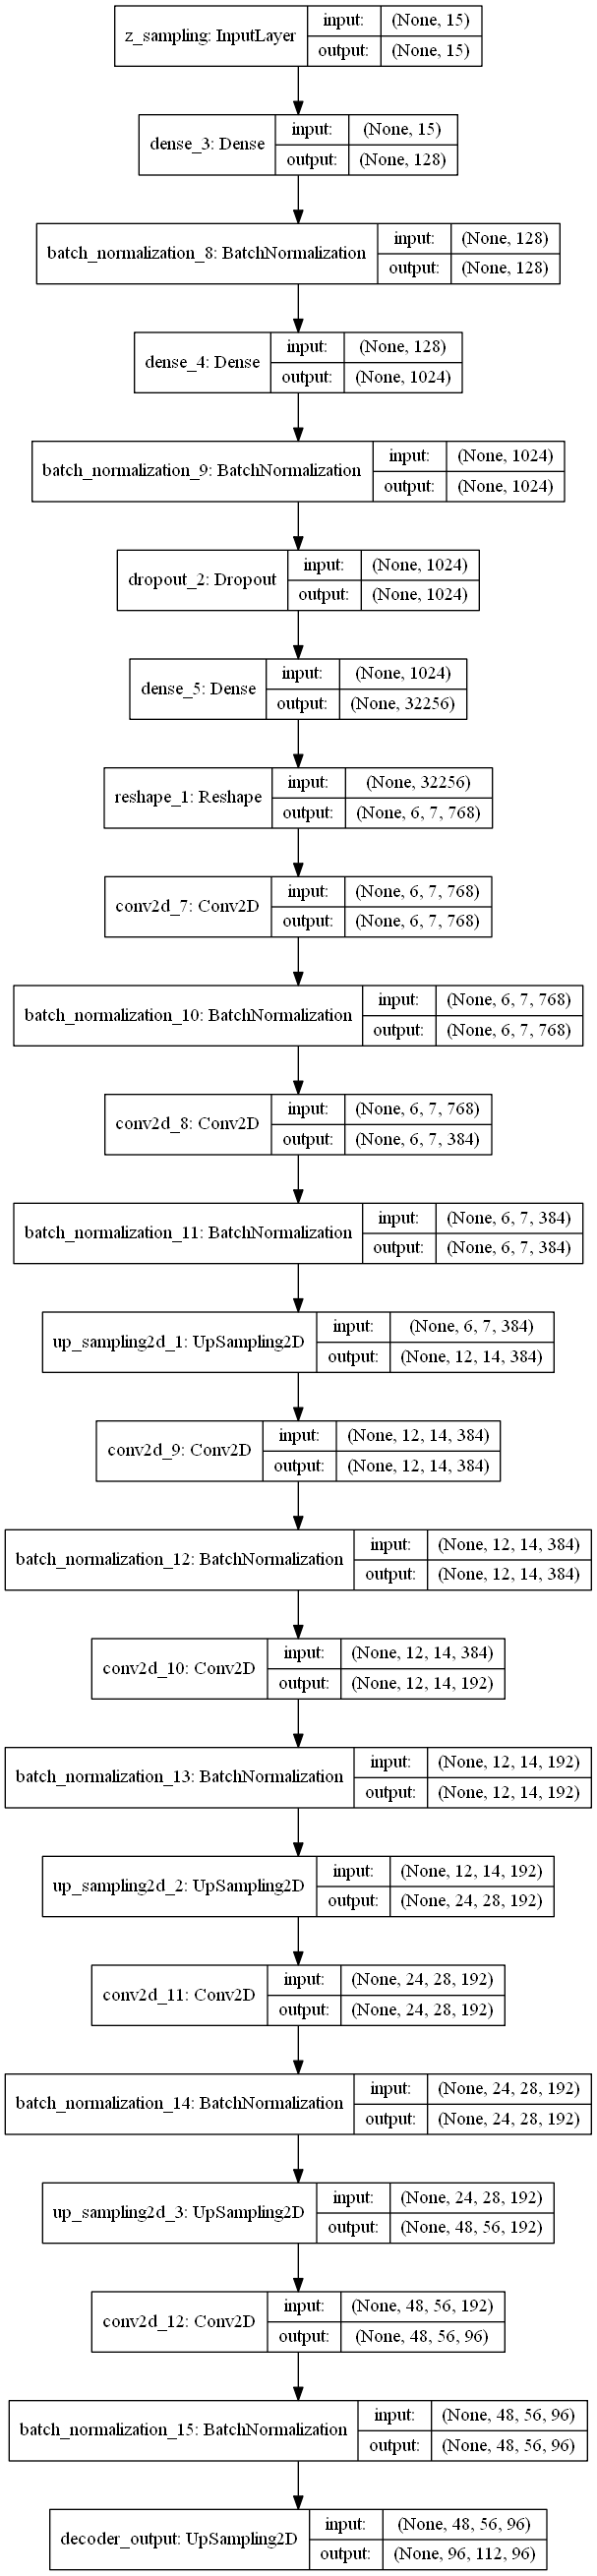 z_sampling: InputLayer
input: (None, 15)
output: (None, 15)
dense_3: Dense
input: (None, 15)
output: (None, 128)
batch_normalization_8: BatchNormalization
input: (None, 128)
output: (None, 128)
dense_4: Dense
input: (None, 128)
output: (None, 1024)
batch_normalization_9: BatchNormalization
input: (None, 1024)
output: (None, 1024)
dropout_2: Dropout
input: (None, 1024)
output: (None, 1024)
dense_5: Dense
input: (None, 1024)
output: (None, 32256)
reshape_1: Reshape
input: (None, 32256)
output: (None, 6, 7, 768)
conv2d_7: Conv2D
input: (None, 6, 7, 768)
output: (None, 6, 7, 768)
batch_normalization_10: BatchNormalization
input: (None, 6, 7, 768)
output: (None, 6, 7, 768)
conv2d_8: Conv2D
input: (None, 6, 7, 768)
output: (None, 6, 7, 384)
batch_normalization_11: BatchNormalization
input: (None, 6, 7, 384)
output: (None, 6, 7, 384)
up_sampling2d_1: UpSampling2D
input: (None, 6, 7, 384)
output: (None, 12, 14, 384)
conv2d_9: Conv2D
input: (None, 12, 14, 384)
output: (None, 12, 14, 384)
batch_normalization_12: BatchNormalization
input: (None, 12, 14, 384)
output: (None, 12, 14, 384)
conv2d_10: Conv2D
input: (None, 12, 14, 384)
output: (None, 12, 14, 192)
batch_normalization_13: BatchNormalization
input: (None, 12, 14, 192)
output: (None, 12, 14, 192)
up_sampling2d_2: UpSampling2D
input: (None, 12, 14, 192)
output: (None, 24, 28, 192)
conv2d_11: Conv2D
input: (None, 24, 28, 192)
output: (None, 24, 28, 192)
batch_normalization_14: BatchNormalization
input: (None, 24, 28, 192)
output: (None, 24, 28, 192)
up_sampling2d_3: UpSampling2D
input: (None, 24, 28, 192)
output: (None, 48, 56, 192)
conv2d_12: Conv2D
input: (None, 48, 56, 192)
output: (None, 48, 56, 96)
batch_normalization_15: BatchNormalization
input: (None, 48, 56, 96)
output: (None, 48, 56, 96)
decoder_output: UpSampling2D
input: (None, 48, 56, 96)
output: (None, 96, 112, 96)